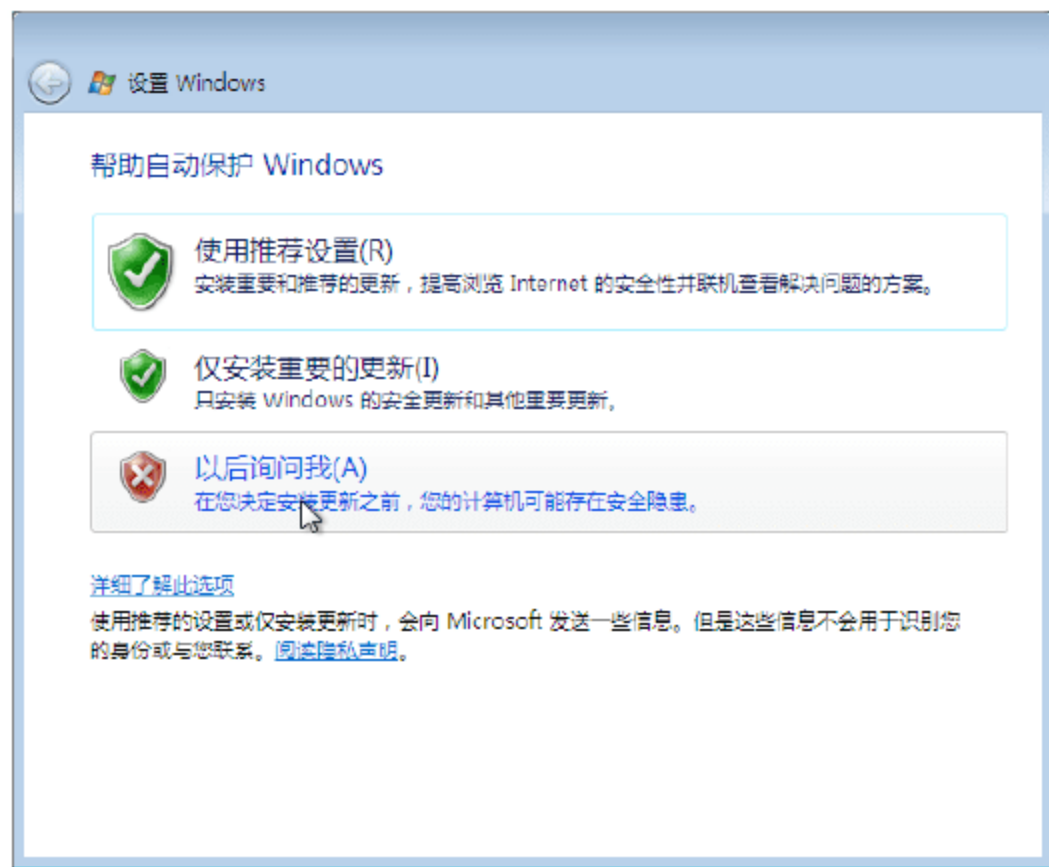 设置 Windows
帮助自动保护 Windows
使用推荐设置(R)
安装重要和推荐的更新，提高浏览 Internet 的安全性并联机查看解决问题的方案。
仅安装重要的更新(I)
只安装 Windows 的安全更新和其他重要更新。
以后询问我(A)
在您决定安装更新之前，您的计算机可能存在安全隐患。
详细了解此选项
使用推荐的设置或仅安装更新时，会向 Microsoft 发送一些信息。但是这些信息不会用于识别您
的身份或与您联系。阅读隐私声明。